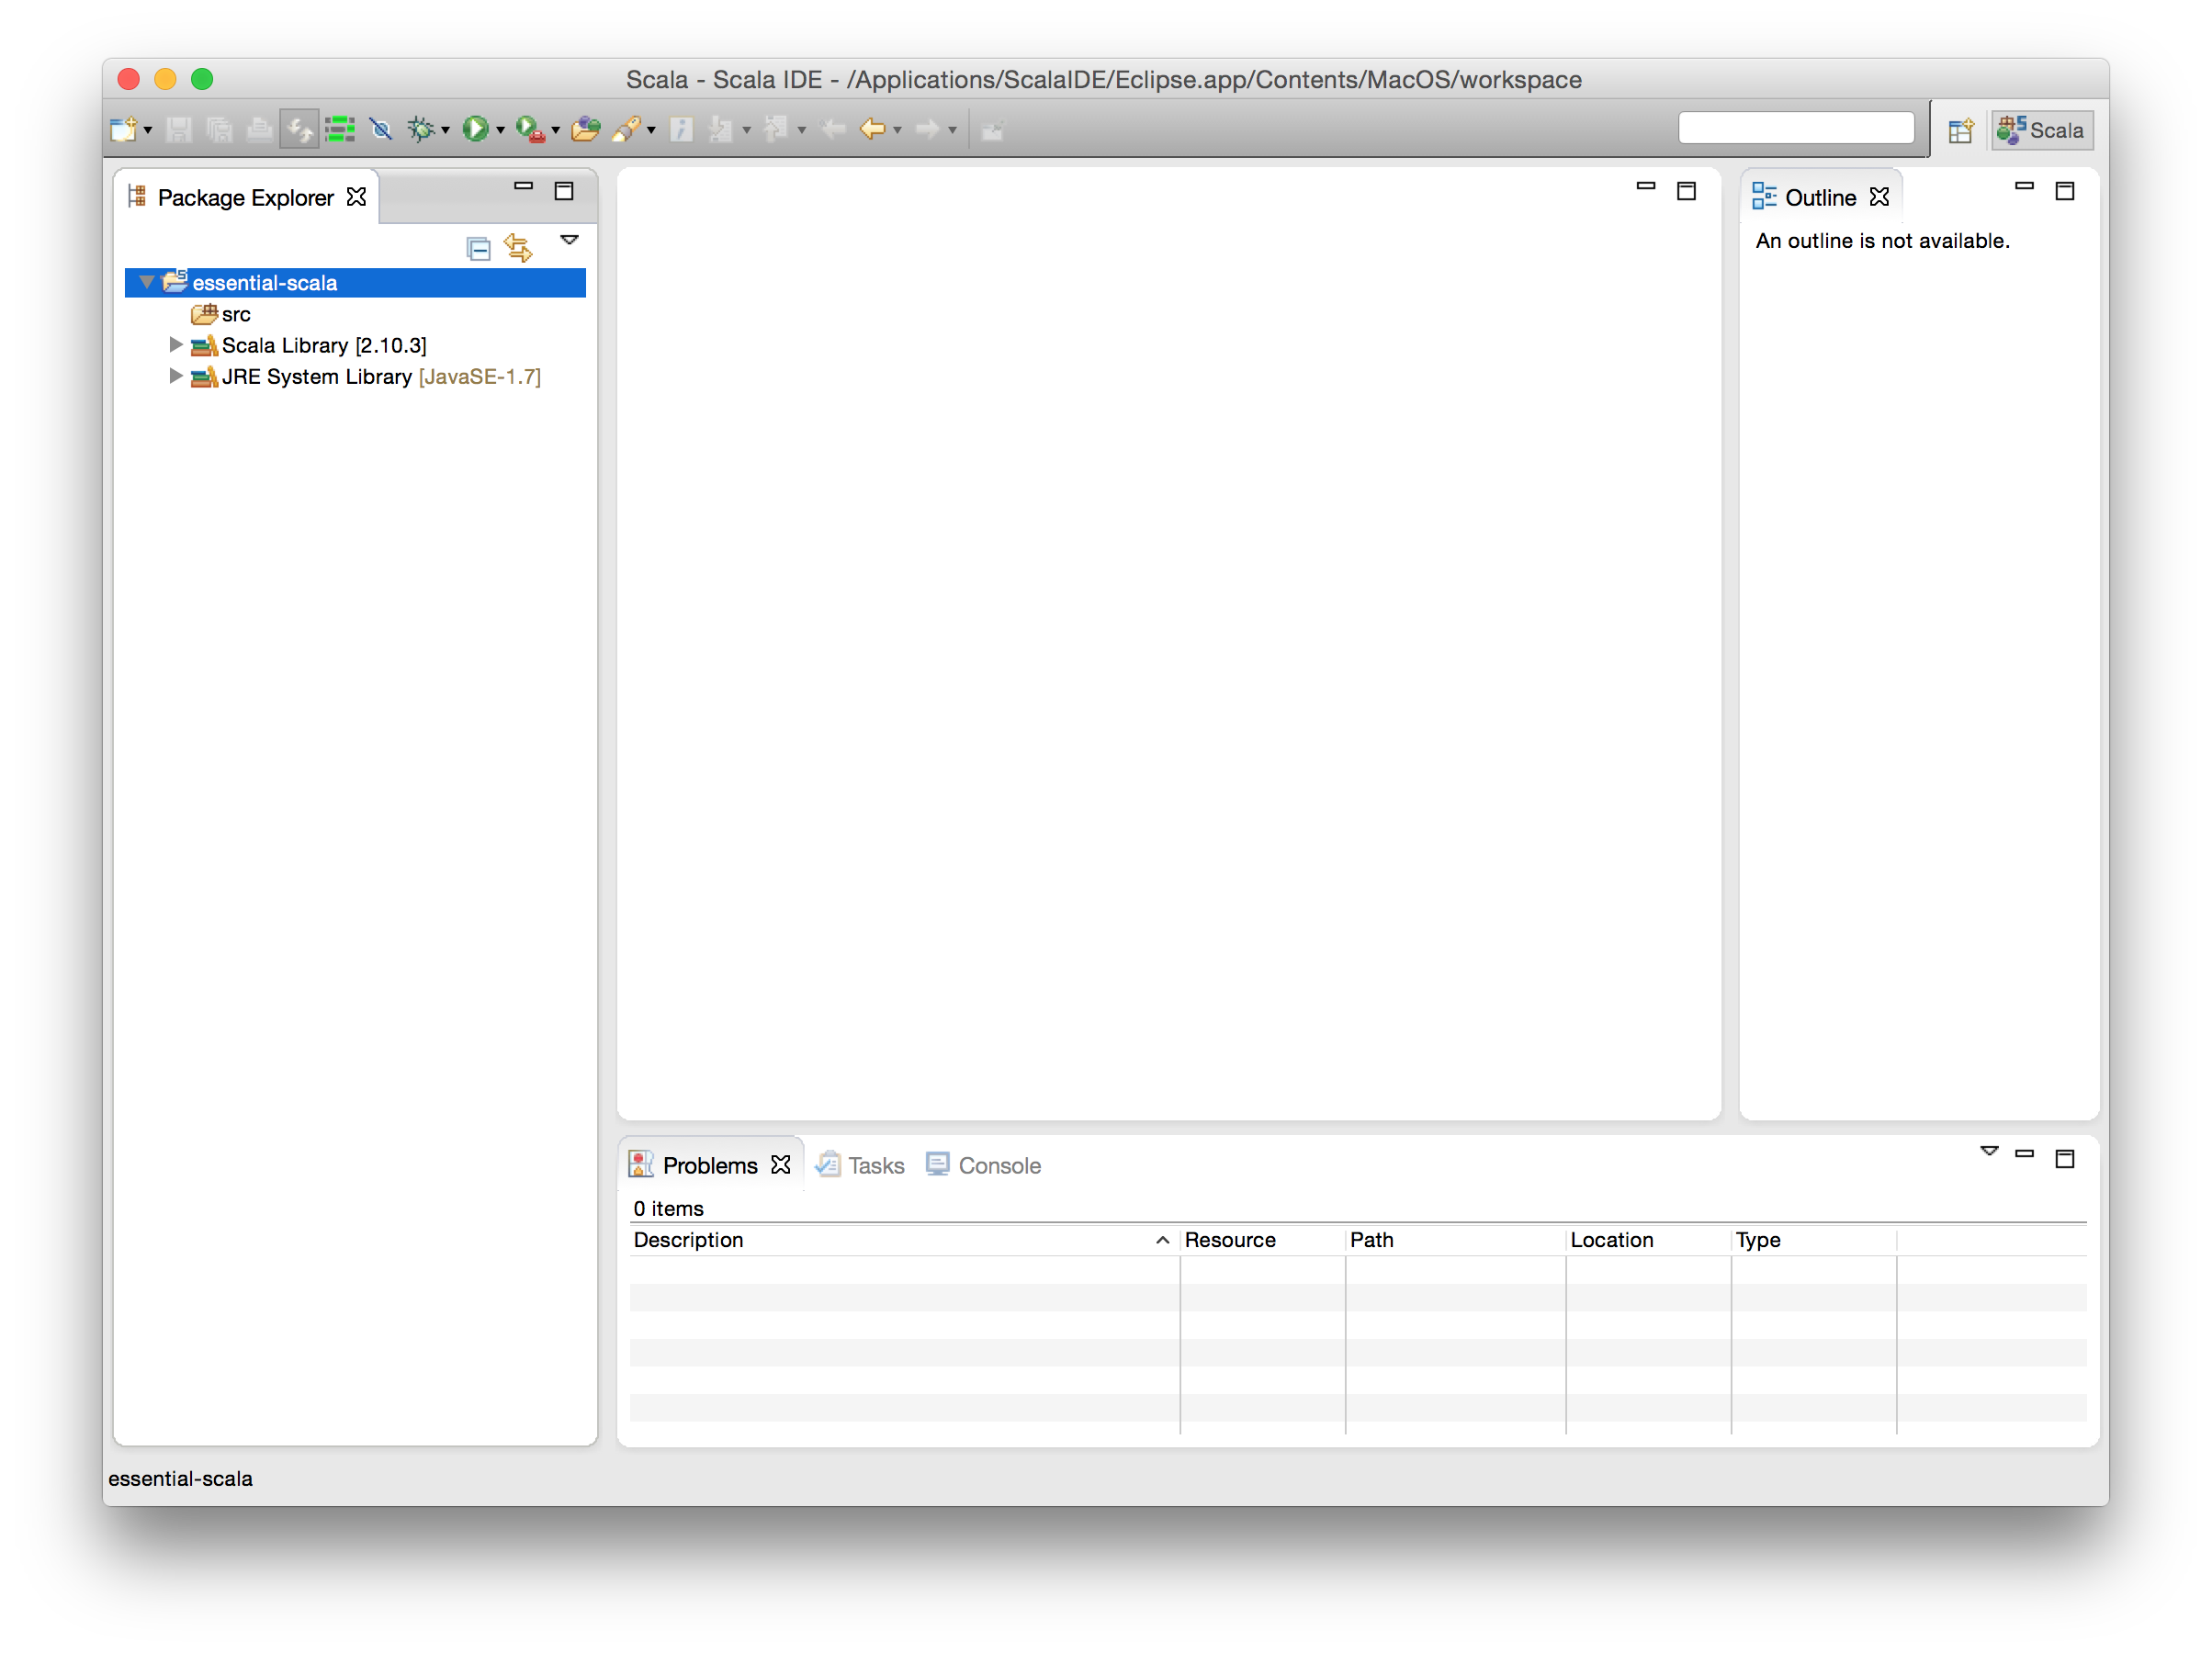 Scala - Scala IDE - /Applications/ScalaIDE/Eclipse.app/Contents/MacOS/workspace
Scala
Package Explorer
essential-scala
src
Scala Library [2.10.3]
JRE System Library [JavaSE-1.7]
Outline
An outline is not available.
Problems Tasks Console
0 items
Description Resource Path Location Type
essential-scala